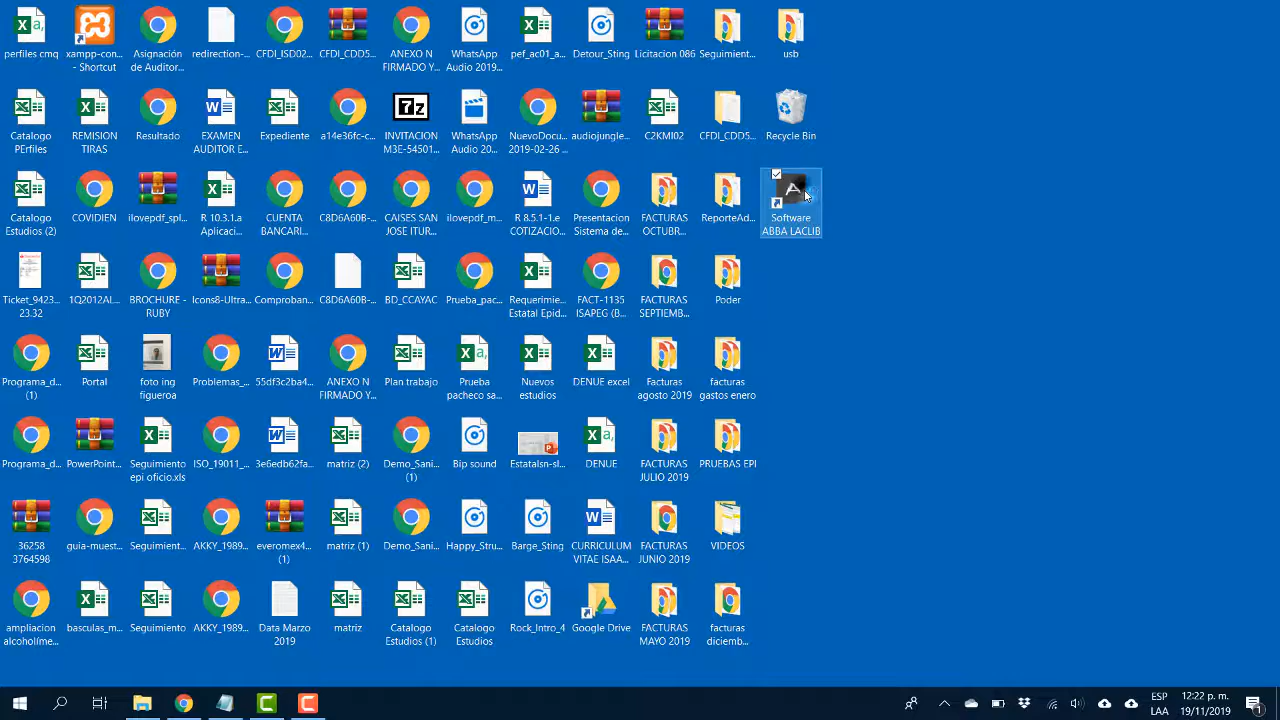 perfiles cmq
xampp-con...
- Shortcut
Asignación
de Auditor...
redirection-...
CFDI_ISD02...
CFDI_CDD5...
ANEXO N
FIRMADO Y...
WhatsApp
Audio 2019...
pef_ac01_a...
Detour_Sting
Licitacion 086
Seguimient...
usb
Catalogo
PErfiles
REMISION
TIRAS
Resultado
EXAMEN
AUDITOR E...
Expediente
a14e36fc-c...
7z
INVITACION
M3E-54501...
WhatsApp
Audio 20...
NuevoDocu...
2019-02-26 ...
audiojungle...
C2KMI02
CFDI_CDD5...
Recycle Bin
Catalogo
Estudios (2)
COVIDIEN
ilovepdf_spl...
R 10.3.1.a
Aplicaci...
CUENTA
BANCARI...
C8D6A60B-...
CAISES SAN
JOSE ITUR...
ilovepdf_m...
R 8.5.1-1.e
COTIZACIO...
Presentacion
Sistema de...
FACTURAS
OCTUBR...
ReporteAd...
Software
ABBA LACLIB
Ticket_9423...
23.32
1Q2012AL...
BROCHURE -
RUBY
Icons8-Ultra...
Comproban...
C8D6A60B-...
BD_CCAYAC
Prueba_pac...
Requerimie...
Estatal Epid...
FACT-1135
ISAPEG (B...
FACTURAS
SEPTIEMB...
Poder
Programa_d...
(1)
Portal
foto ing
figueroa
Problemas_...
55df3c2ba4...
ANEXO N
FIRMADO Y...
Plan trabajo
Prueba
pacheco sa...
Nuevos
estudios
DENUE excel
Facturas
agosto 2019
facturas
gastos enero
Programa_d...
PowerPoint...
Seguimiento
epi oficio.xls
ISO_19011_...
3e6edb62fa...
matriz (2)
Demo_Sani...
(1)
Bip sound
Estatalsn-sl...
DENUE
FACTURAS
JULIO 2019
PRUEBAS EPI
36258
3764598
guia-muest...
Seguimient...
AKKY_1989...
everomex4...
(1)
matriz (1)
Demo_Sani...
Happy_Stru...
Barge_Sting
CURRICULUM
VITAE ISAA...
FACTURAS
JUNIO 2019
VIDEOS
ampliacion
alcoholíme...
basculas_m...
Seguimiento
AKKY_1989...
Data Marzo
2019
matriz
Catalogo
Estudios (1)
Catalogo
Estudios
Rock_Intro_4
Google Drive
FACTURAS
MAYO 2019
facturas
diciemb...
ESP
LAA
12:22 p. m.
19/11/2019
1